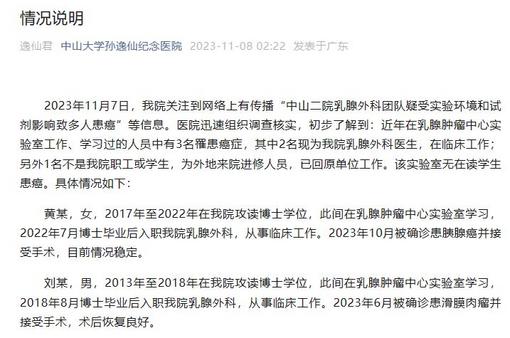 情况说明
逸仙君 中山大学孙逸仙纪念医院 2023-11-08 02:22 发表于广东
2023年11月7日，我院关注到网络上有传播“中山二院乳腺外科团队疑受实验环境和试
剂影响致多人患癌”等信息。医院迅速组织调查核实，初步了解到：近年在乳腺肿瘤中心实
验室工作、学习过的人员中有3名罹患癌症，其中2名现为我院乳腺外科医生，在临床工作；
另外1名不是我院职工或学生，为外地来院进修人员，已回原单位工作。该实验室无在读学生
患癌。具体情况如下：
黄某，女，2017年至2022年在我院攻读博士学位，此间在乳腺肿瘤中心实验室学习，
2022年7月博士毕业后入职我院乳腺外科，从事临床工作。2023年10月被确诊患胰腺癌并接
受手术，目前情况稳定。
刘某，男，2013年至2018年在我院攻读博士学位，此间在乳腺肿瘤中心实验室学习，
2018年8月博士毕业后入职我院乳腺外科，从事临床工作。2023年6月被确诊患滑膜肉瘤并
接受手术，术后恢复良好。